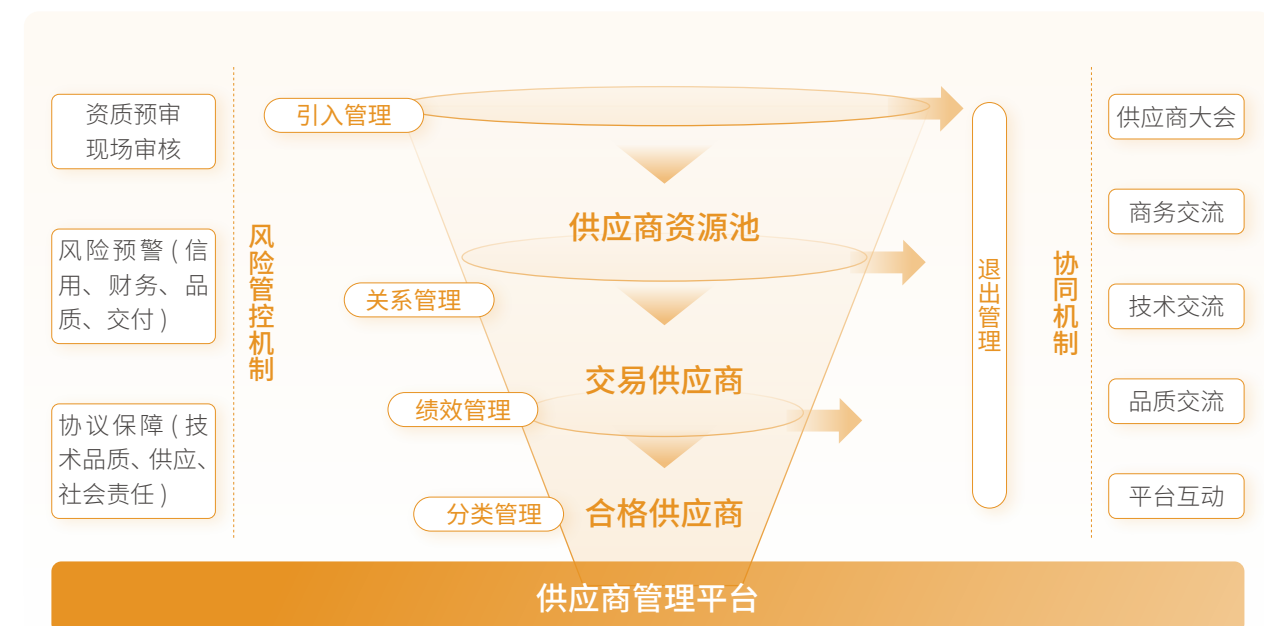 资质预审
现场审核
风险预警(信
用、财务、品
质、交付)
协议保障(技
术品质、供应、
社会责任)
风险管控机制
引入管理
关系管理
绩效管理
分类管理
供应商资源池
交易供应商
合格供应商
退出管理
协同机制
供应商大会
商务交流
技术交流
品质交流
平台互动
供应商管理平台